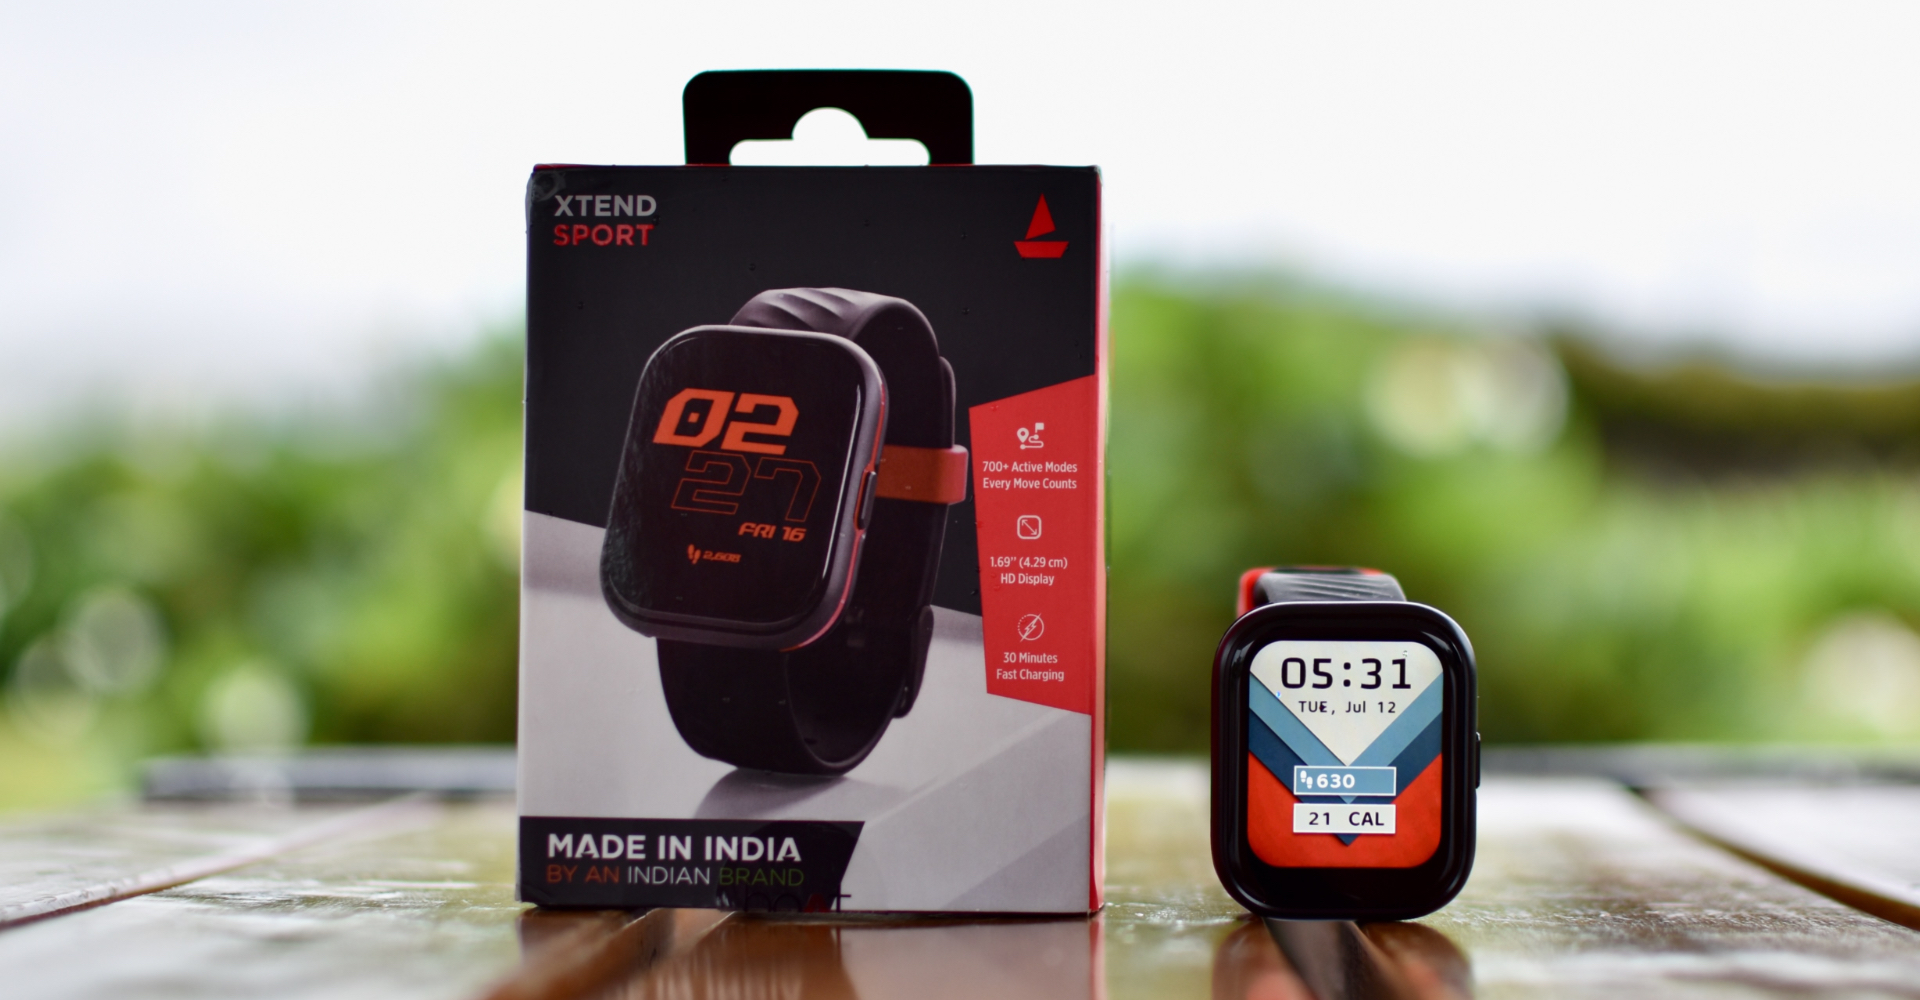 XTEND
SPORT
02
27
FRI 16
700+ Active Modes
Every Move Counts
1.69" (4.29 cm)
HD Display
30 Minutes
Fast Charging
MADE IN INDIA
BY AN INDIAN BRAND
05:31
TUE, Jul 12
630
21 CAL